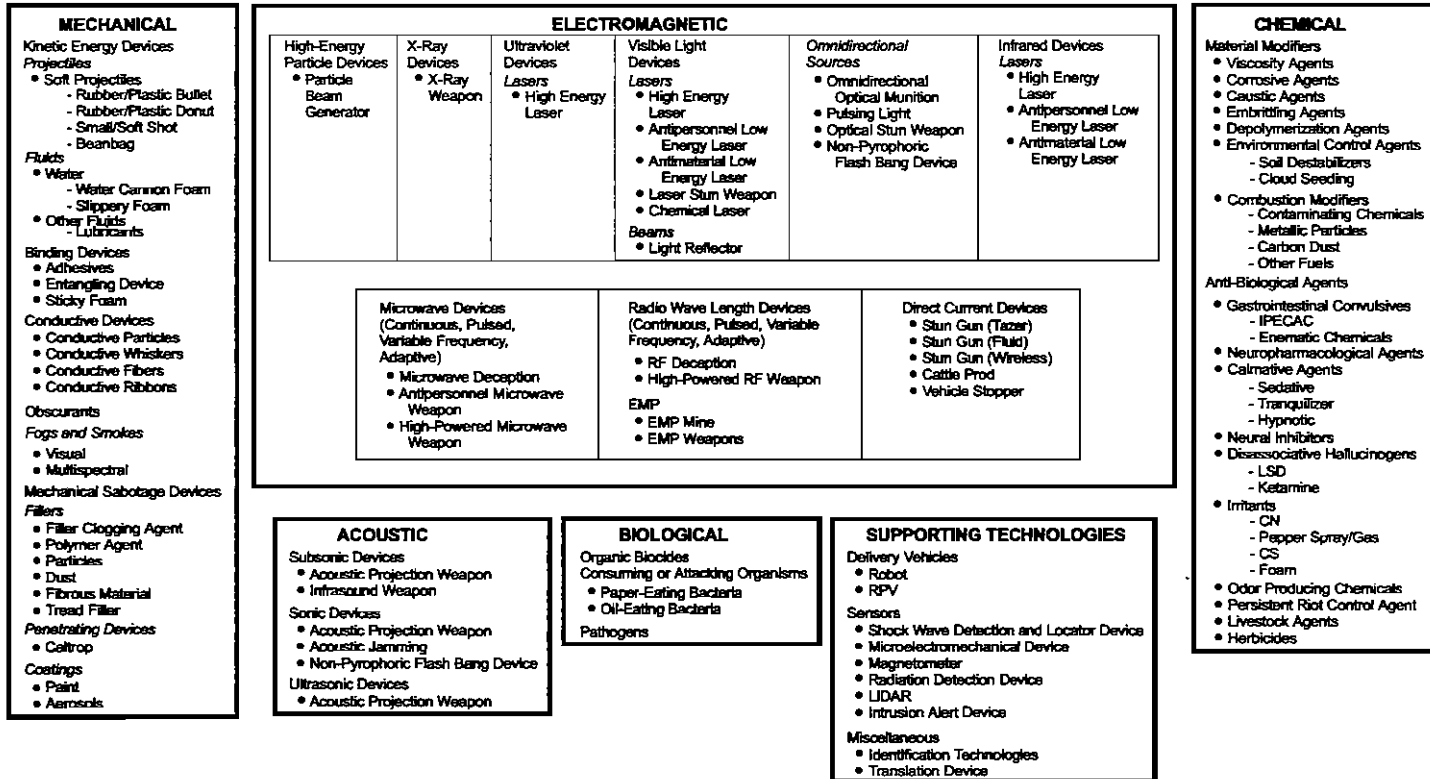 MECHANICAL
Kinetic Energy Devices
Projectiles
• Soft Projectiles
- Rubber/Plastic Bullet
- Rubber/Plastic Donut
- Small/Soft Shot
- Beanbag
Fluids
• Water
- Water Cannon Foam
- Slippery Foam
• Other Fluids
- Lubricants
Binding Devices
• Adhesives
• Entangling Device
• Sticky Foam
Conductive Devices
• Conductive Particles
• Conductive Whiskers
• Conductive Fibers
• Conductive Ribbons
Obscurants
Fogs and Smokes
• Visual
• Multispectral
Mechanical Sabotage Devices
Fillers
• Filler Clogging Agent
• Polymer Agent
• Particles
• Dust
• Fibrous Material
• Tread Filler
Penetrating Devices
• Caltrop
Coatings
• Paint
• Aerosols
ELECTROMAGNETIC
High-Energy
Particle Devices
• Particle
Beam
Generator
X-Ray
Devices
• X-Ray
Weapon
Ultraviolet
Devices
Lasers
• High Energy
Laser
Visible Light
Devices
Lasers
• High Energy
Laser
• Antipersonnel Low
Energy Laser
• Antimaterial Low
Energy Laser
• Laser Stun Weapon
• Chemical Laser
Beams
• Light Reflector
Omnidirectional
Sources
• Omnidirectional
Optical Munition
• Pulsing Light
• Optical Stun Weapon
• Non-Pyrophoric
Flash Bang Device
Infrared Devices
Lasers
• High Energy
Laser
• Antipersonnel Low
Energy Laser
• Antimaterial Low
Energy Laser
Microwave Devices
(Continuous, Pulsed,
Variable Frequency,
Adaptive)
• Microwave Deception
• Antipersonnel Microwave
Weapon
• High-Powered Microwave
Weapon
Radio Wave Length Devices
(Continuous, Pulsed, Variable
Frequency, Adaptive)
• RF Deception
• High-Powered RF Weapon
EMP
• EMP Mine
• EMP Weapons
Direct Current Devices
• Stun Gun (Tazer)
• Stun Gun (Fluid)
• Stun Gun (Wireless)
• Cattle Prod
• Vehicle Stopper
ACOUSTIC
Subsonic Devices
• Acoustic Projection Weapon
• Infrasound Weapon
Sonic Devices
• Acoustic Projection Weapon
• Acoustic Jamming
• Non-Pyrophoric Flash Bang Device
Ultrasonic Devices
• Acoustic Projection Weapon
BIOLOGICAL
Organic Biocides
Consuming or Attacking Organisms
• Paper-Eating Bacteria
• Oil-Eating Bacteria
Pathogens
SUPPORTING TECHNOLOGIES
Delivery Vehicles
• Robot
• RPV
Sensors
• Shock Wave Detection and Locator Device
• Microelectromechanical Device
• Magnetometer
• Radiation Detection Device
• LIDAR
• Intrusion Alert Device
Miscellaneous
• Identification Technologies
• Translation Device
CHEMICAL
Material Modifiers
• Viscosity Agents
• Corrosive Agents
• Caustic Agents
• Embrittling Agents
• Depolymerization Agents
• Environmental Control Agents
- Soil Destabilizers
- Cloud Seeding
• Combustion Modifiers
- Contaminating Chemicals
- Metallic Particles
- Carbon Dust
- Other Fuels
Anti-Biological Agents
• Gastrointestinal Convulsives
- IPECAC
- Enematic Chemicals
• Neuropharmacological Agents
• Calmative Agents
- Sedative
- Tranquilizer
- Hypnotic
• Neural Inhibitors
• Disassociative Hallucinogens
- LSD
- Ketamine
• Irritants
- CN
- Pepper Spray/Gas
- CS
- Foam
• Odor Producing Chemicals
• Persistent Riot Control Agent
• Livestock Agents
• Herbicides